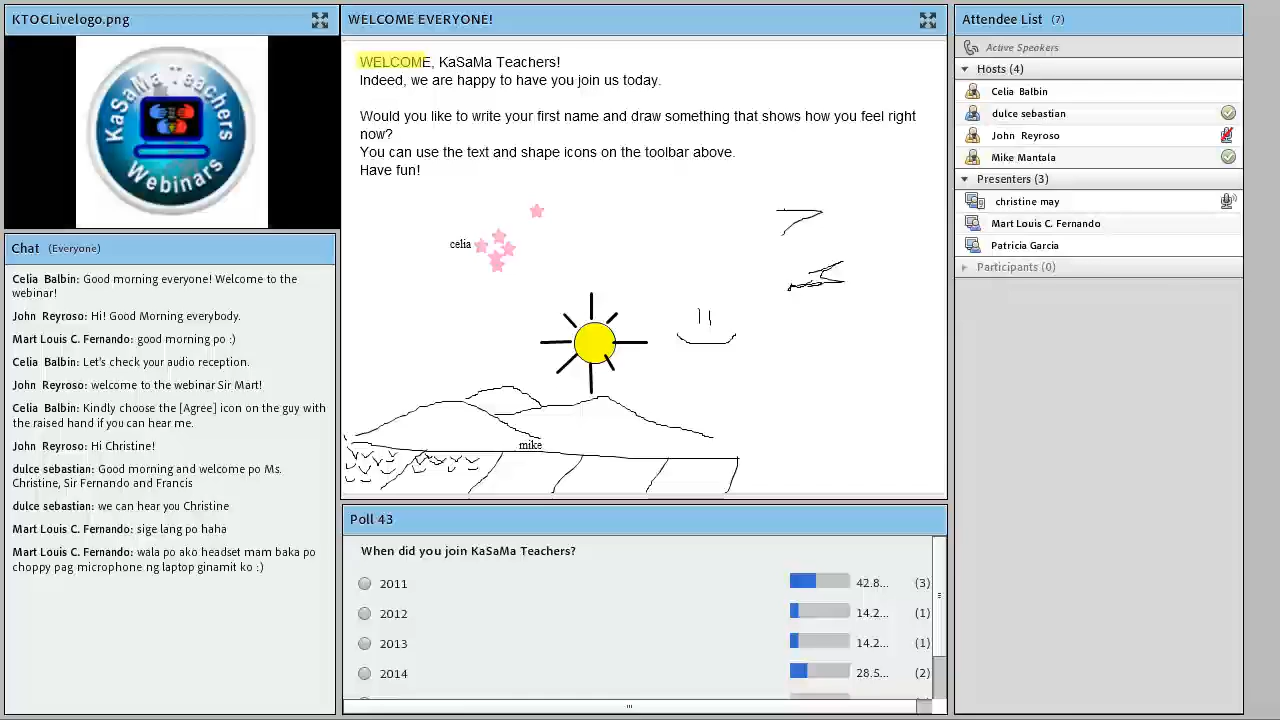 KTOCLivelogo.png
KaSaMa Teachers
Webinars
Chat (Everyone)
Celia Balbin: Good morning everyone! Welcome to the
webinar!
John Reyroso: Hi! Good Morning everybody.
Mart Louis C. Fernando: good morning po :)
Celia Balbin: Let's check your audio reception.
John Reyroso: welcome to the webinar Sir Mart!
Celia Balbin: Kindly choose the [Agree] icon on the guy with
the raised hand if you can hear me.
John Reyroso: Hi Christine!
dulce sebastian: Good morning and welcome po Ms.
Christine, Sir Fernando and Francis
dulce sebastian: we can hear you Christine
Mart Louis C. Fernando: sige lang po haha
Mart Louis C. Fernando: wala po ako headset mam baka po
choppy pag microphone ng laptop ginamit ko :)
WELCOME EVERYONE!
WELCOME, KaSaMa Teachers!
Indeed, we are happy to have you join us today.
Would you like to write your first name and draw something that shows how you feel right
now?
You can use the text and shape icons on the toolbar above.
Have fun!
celia
mike
Poll 43
When did you join KaSaMa Teachers?
2011 42.8... (3)
2012 14.2... (1)
2013 14.2... (1)
2014 28.5... (2)
Attendee List (7)
Active Speakers
Hosts (4)
Celia Balbin
dulce sebastian
John Reyroso
Mike Mantala
Presenters (3)
christine may
Mart Louis C. Fernando
Patricia Garcia
Participants (0)